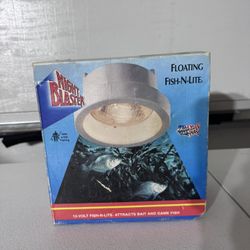 NIGHT
BLASTER
FLOATING
FISH-N-LITE
12-VOLT FISH-N-LITE ATTRACTS BAIT AND GAME FISH